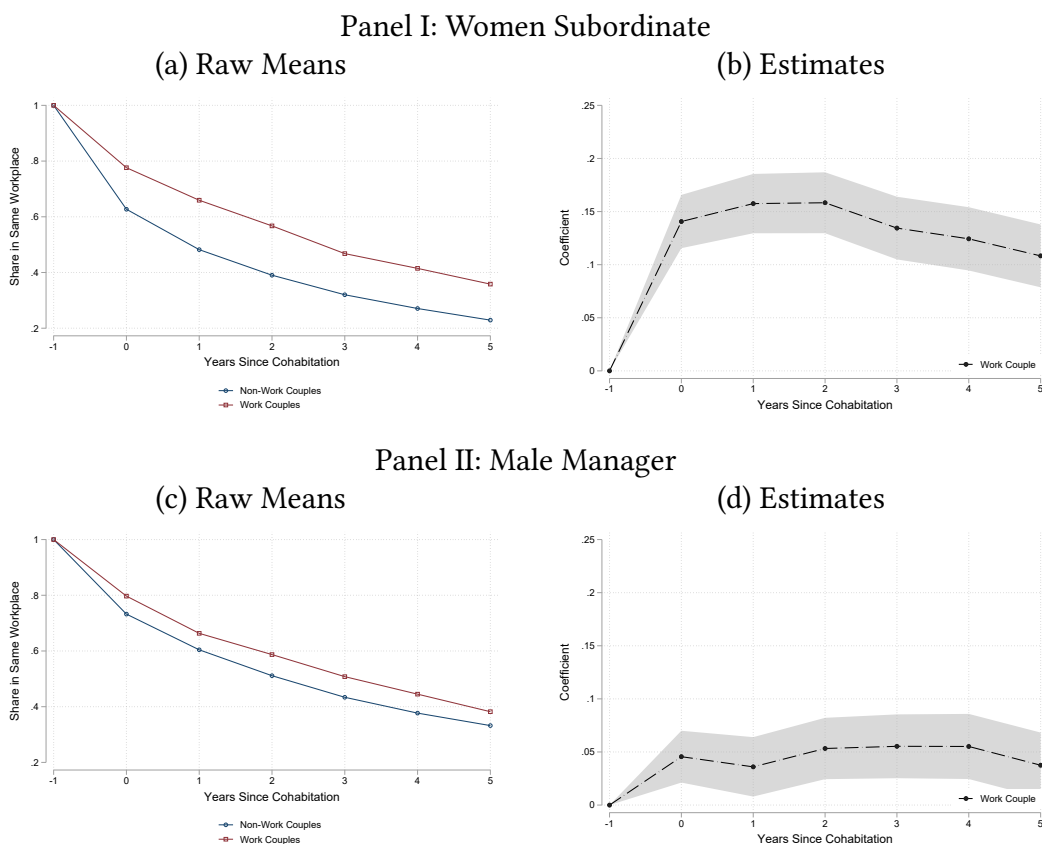 Panel I: Women Subordinate
(a) Raw Means
(b) Estimates
1
.8
.6
.4
.2
Share in Same Workplace
-1 0 1 2 3 4 5
Years Since Cohabitation
Non-Work Couples
Work Couples
.25
.2
.15
.1
.05
0
Coefficient
-1 0 1 2 3 4 5
Years Since Cohabitation
Work Couple
Panel II: Male Manager
(c) Raw Means
(d) Estimates
1
.8
.6
.4
.2
Share in Same Workplace
-1 0 1 2 3 4 5
Years Since Cohabitation
Non-Work Couples
Work Couples
.25
.2
.15
.1
.05
0
Coefficient
-1 0 1 2 3 4 5
Years Since Cohabitation
Work Couple